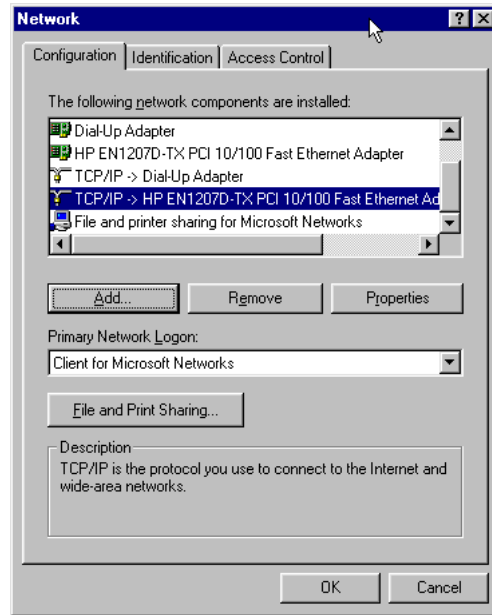 Network
Configuration Identification Access Control
The following network components are installed:
Dial-Up Adapter
HP EN1207D-TX PCI 10/100 Fast Ethernet Adapter
TCP/IP -> Dial-Up Adapter
TCP/IP -> HP EN1207D-TX PCI 10/100 Fast Ethernet Ad
File and printer sharing for Microsoft Networks
Add... Remove Properties
Primary Network Logon:
Client for Microsoft Networks
File and Print Sharing...
Description
TCP/IP is the protocol you use to connect to the Internet and
wide-area networks.
OK Cancel